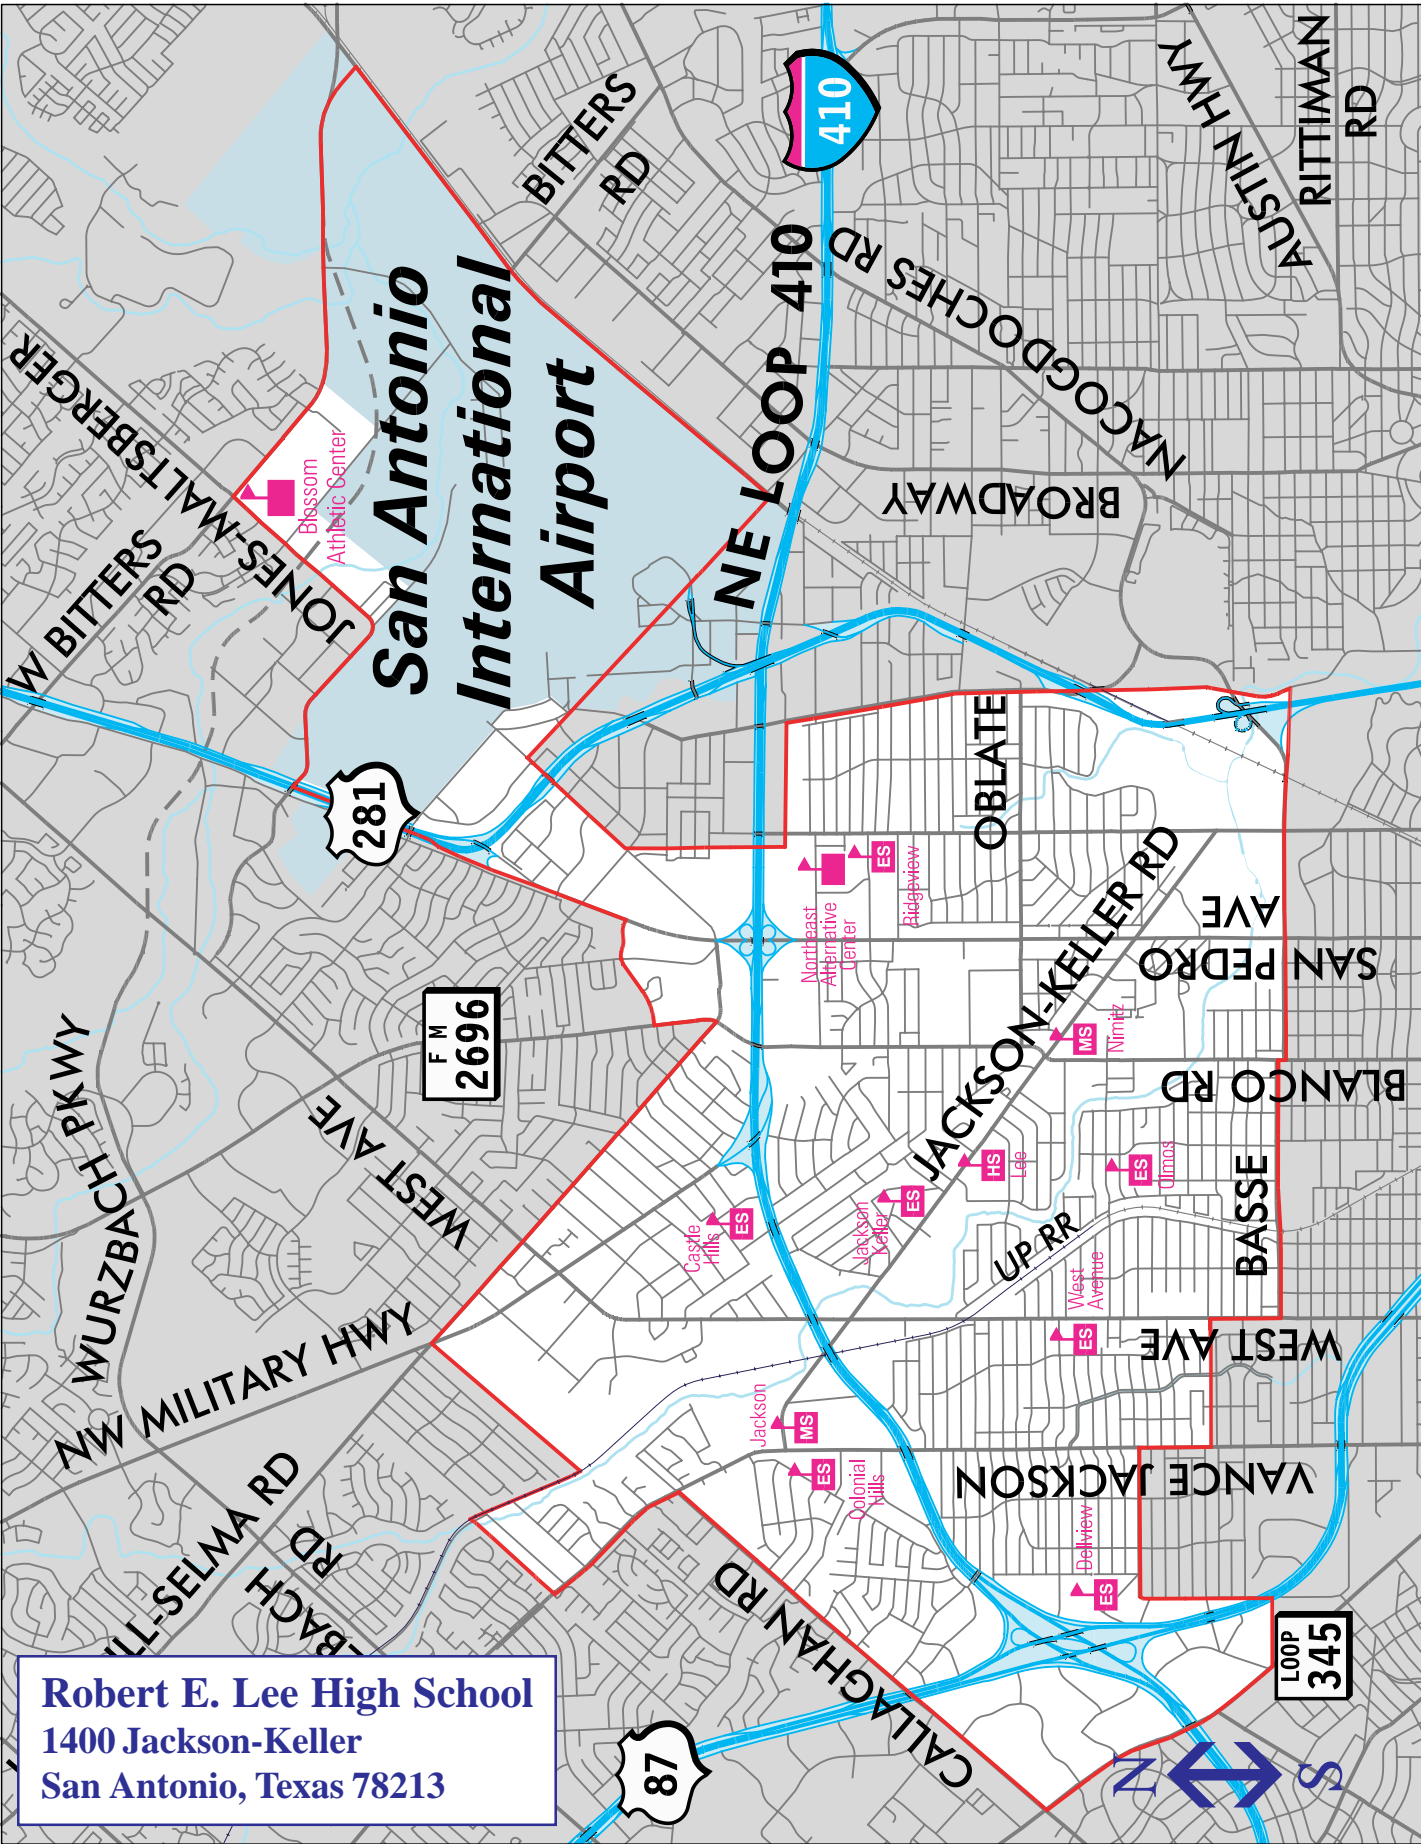 Robert E. Lee High School
1400 Jackson-Keller
San Antonio, Texas 78213
San Antonio
International
Airport
NE LOOP 410
410
281
87
F M
2696
LOOP
345
BITTERS
RD
W BITTERS
RD
JONES-MALTSBERGER
Blossom
Athletic Center
NACOGDOCHES RD
AUSTIN HWY
RITTIMAN
RD
BROADWAY
OBLATE
JACKSON-KELLER RD
SAN PEDRO
AVE
BLANCO RD
BASSE
WEST AVE
WEST AVE
VANCE JACKSON
CALLAGHAN RD
NW MILITARY HWY
WURZBACH PKWY
ILL-SELMA RD
LBACH
RD
UP RR
Northeast
Alternative
Center
ES
Ridgeview
MS
Nimitz
HS
Lee
ES
Olmos
ES
Jackson
Keller
ES
Castle
Hills
ES
West
Avenue
MS
Jackson
ES
Colonial
Hills
ES
Dellview
N
S